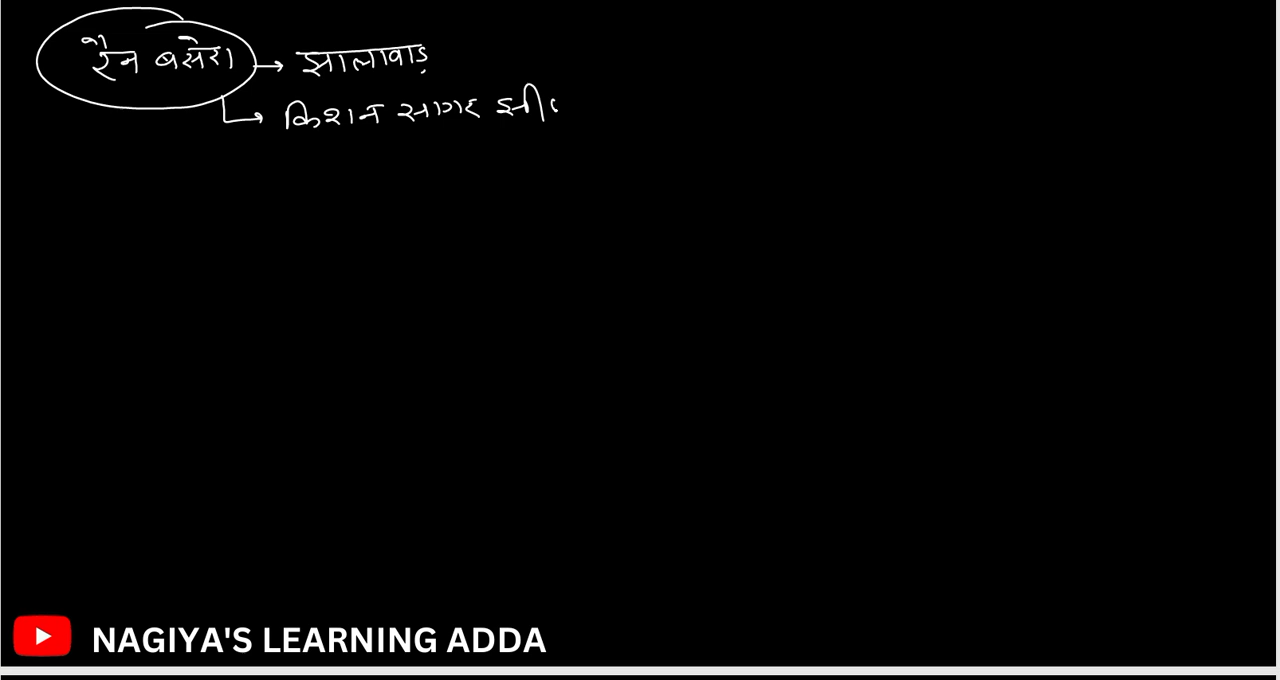 रैन बसेरा → झालावाड़
↳ किशन सागर झी
NAGIYA'S LEARNING ADDA